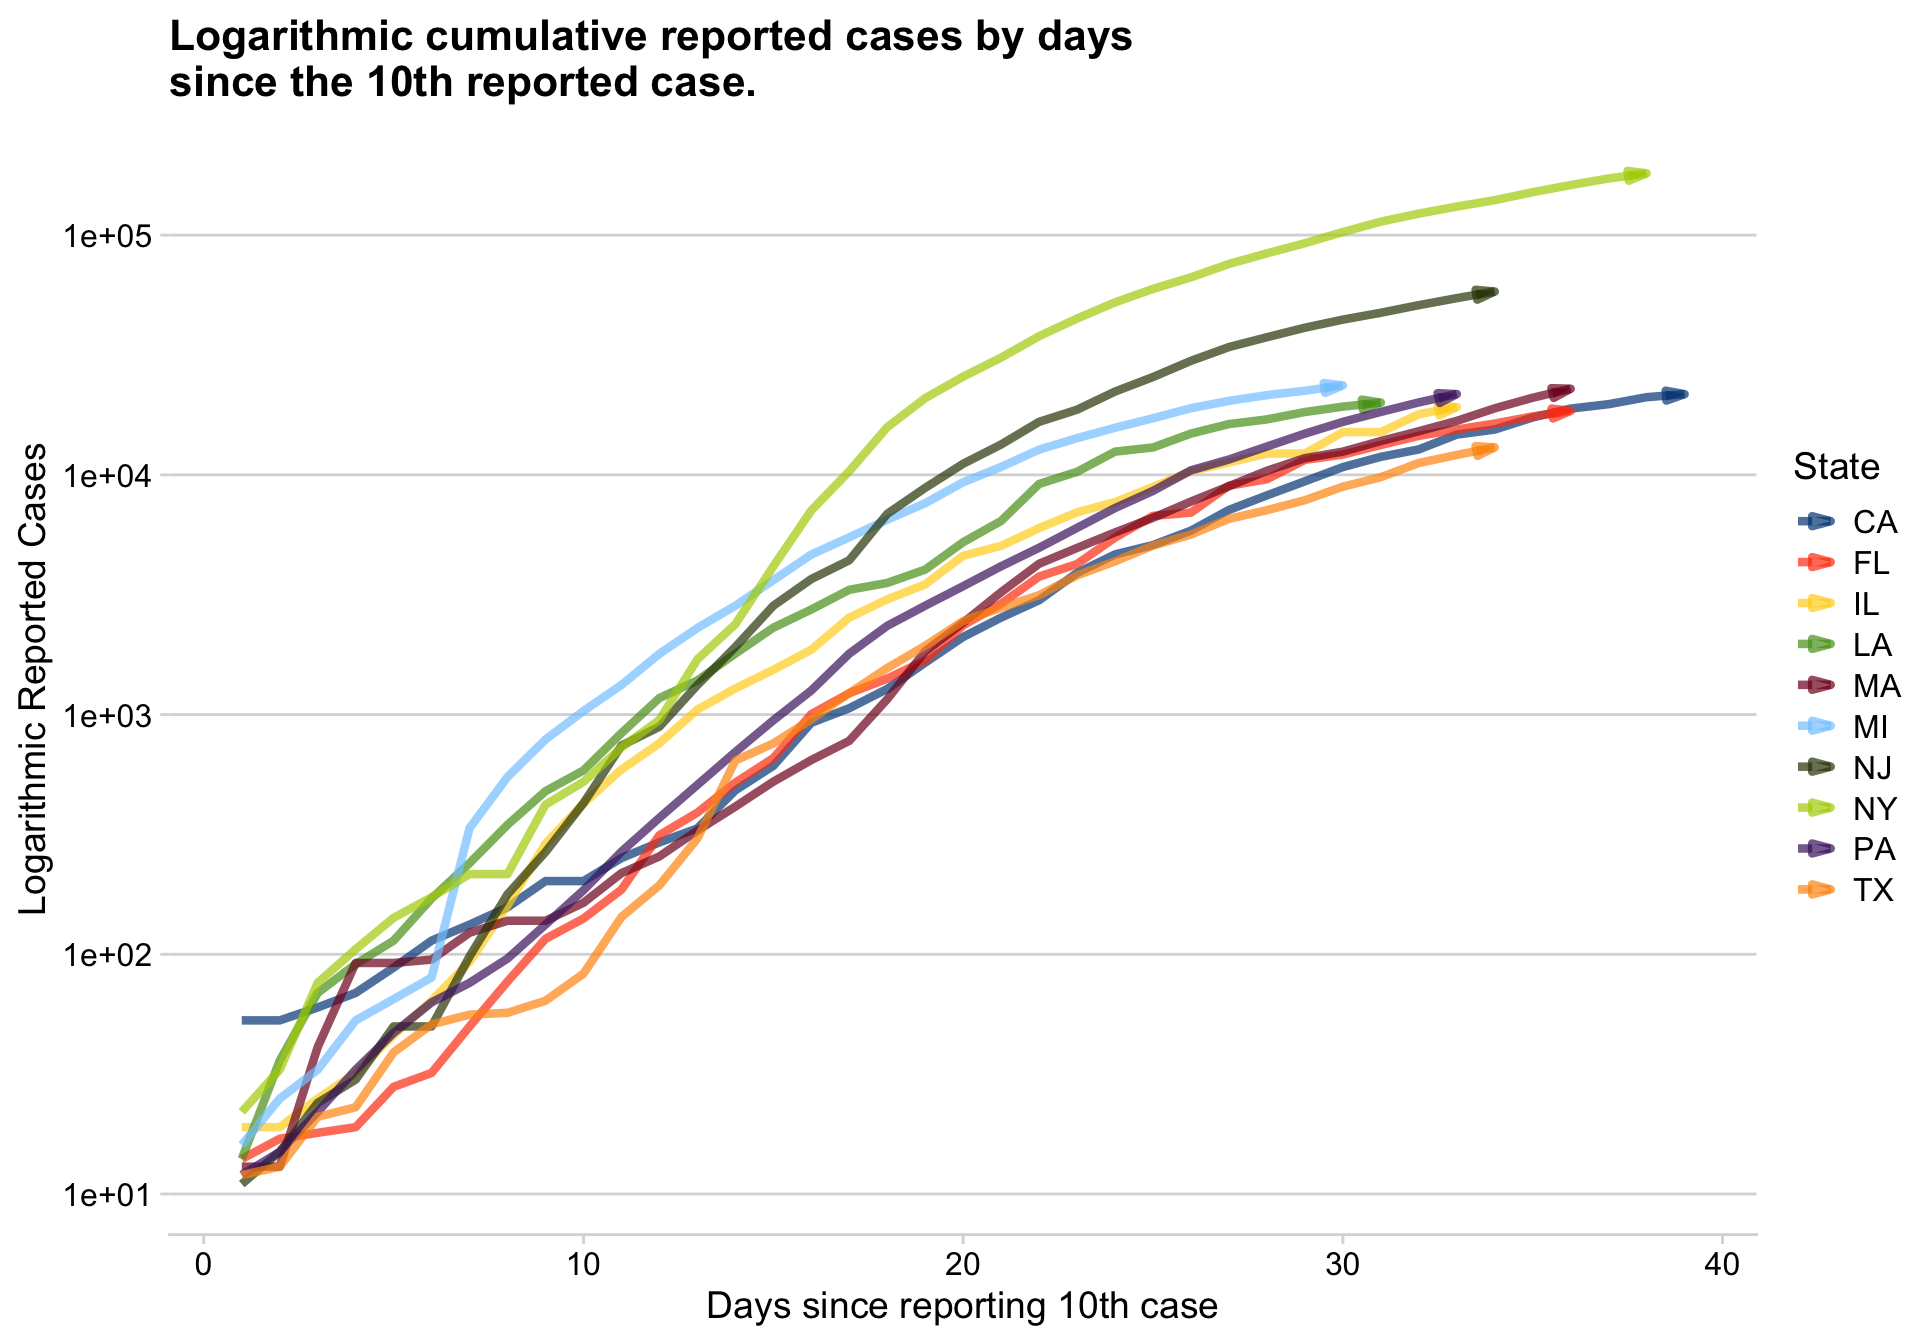 Logarithmic cumulative reported cases by days
since the 10th reported case.
1e+05
1e+04
1e+03
1e+02
1e+01
Logarithmic Reported Cases
0 10 20 30 40
Days since reporting 10th case
State
CA
FL
IL
LA
MA
MI
NJ
NY
PA
TX